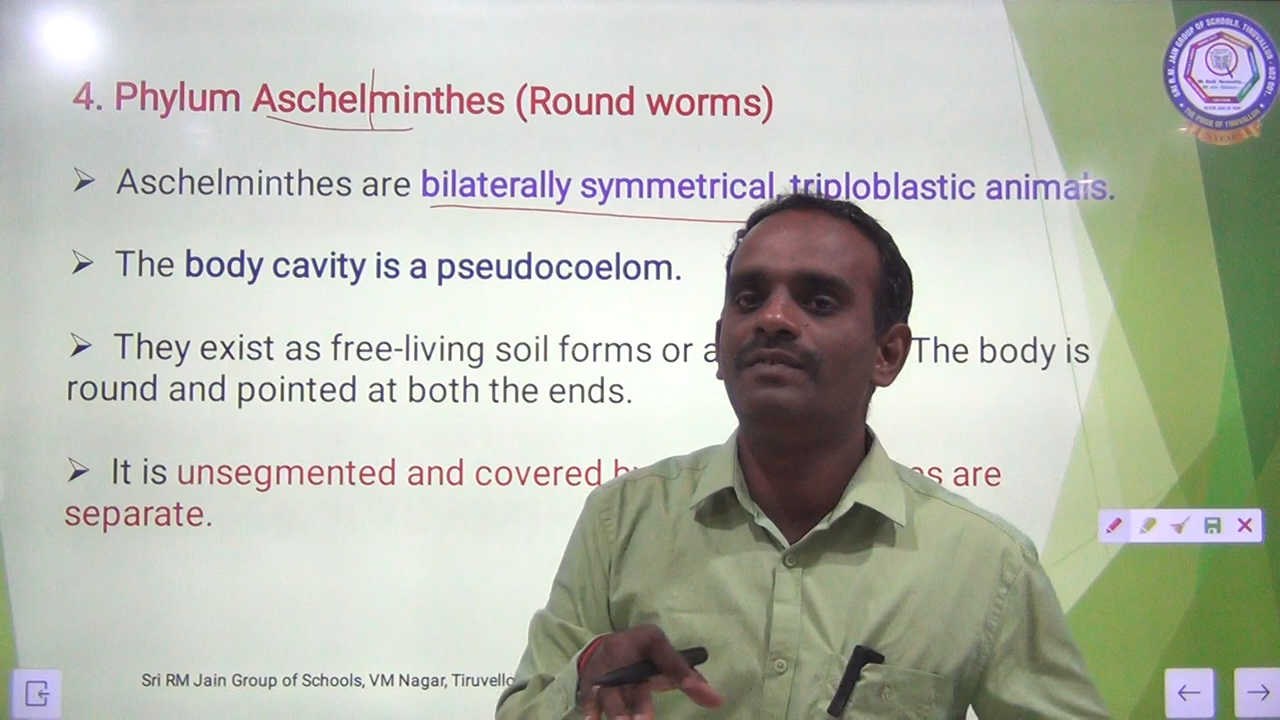 4. Phylum Aschelminthes (Round worms)
➢ Aschelminthes are bilaterally symmetrical, triploblastic animals.
➢ The body cavity is a pseudocoelom.
➢ They exist as free-living soil forms or The body is
round and pointed at both the ends.
➢ It is unsegmented and covered are
separate.
Sri RM Jain Group of Schools, VM Nagar,